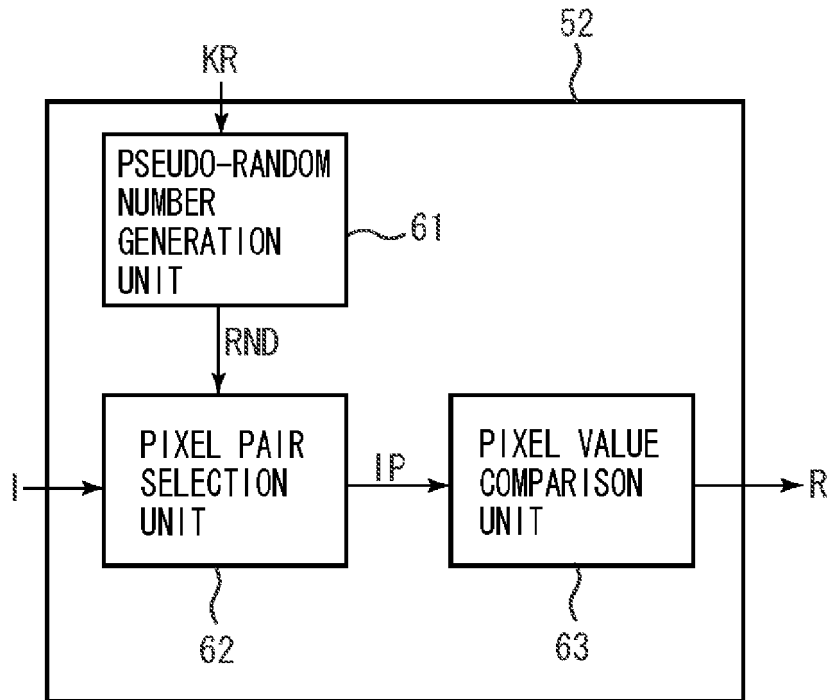 52
KR
PSEUDO-RANDOM
NUMBER
GENERATION
UNIT
61
RND
I
PIXEL PAIR
SELECTION
UNIT
IP
PIXEL VALUE
COMPARISON
UNIT
R
62
63